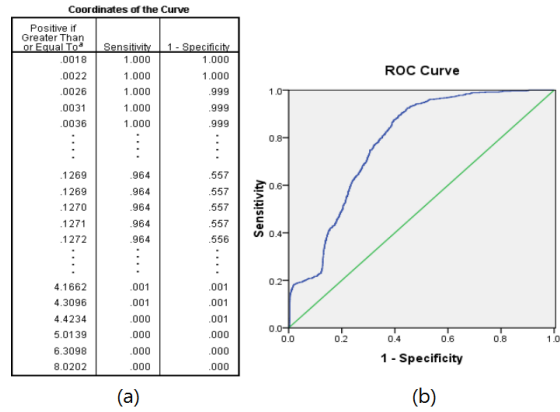 Coordinates of the Curve
Positive if
Greater Than
or Equal Toa Sensitivity 1 - Specificity
.0018 1.000 1.000
.0022 1.000 1.000
.0026 1.000 .999
.0031 1.000 .999
.0036 1.000 .999
.1269 .964 .557
.1269 .964 .557
.1270 .964 .557
.1271 .964 .557
.1272 .964 .556
4.1662 .001 .001
4.3096 .001 .001
4.4234 .000 .001
5.0139 .000 .000
6.3098 .000 .000
8.0202 .000 .000
(a)
ROC Curve
Sensitivity
1.0
0.8
0.6
0.4
0.2
0.0
0.0 0.2 0.4 0.6 0.8 1.0
1 - Specificity
(b)